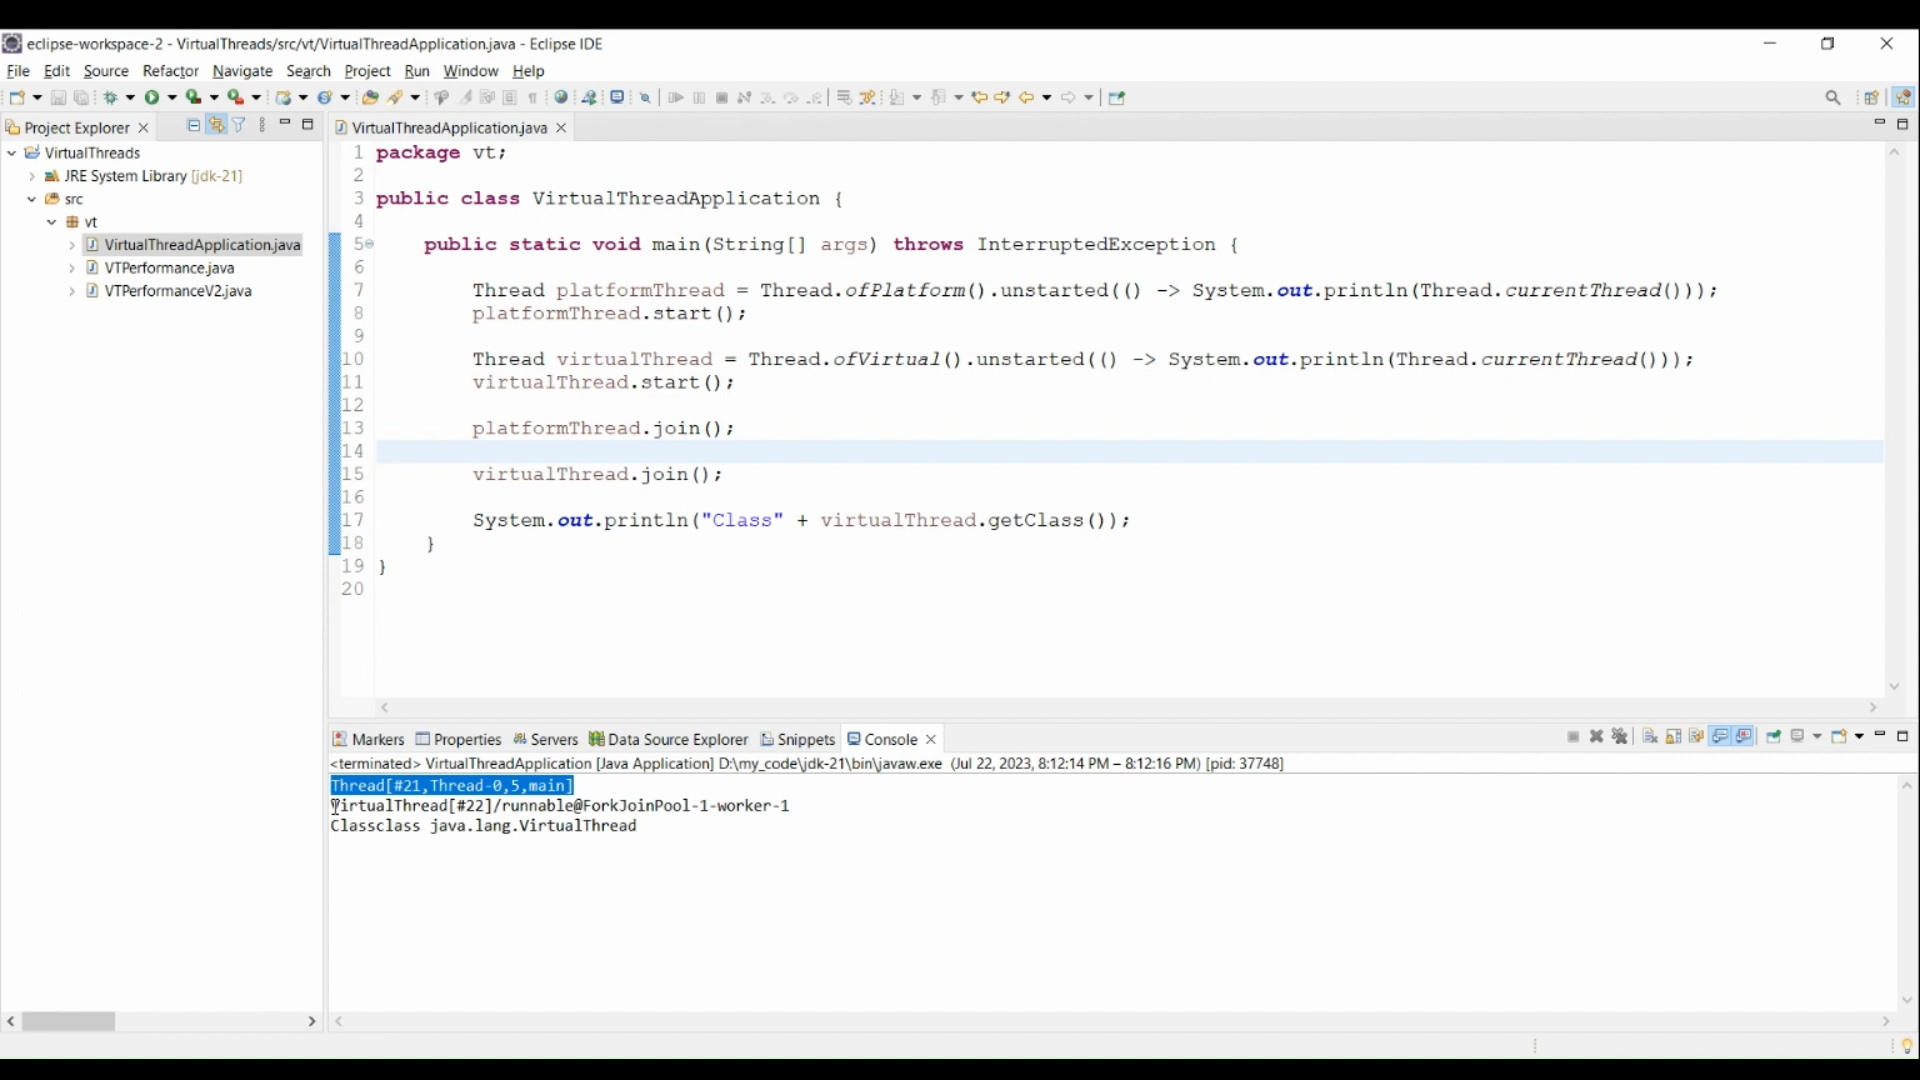 eclipse-workspace-2 - VirtualThreads/src/vt/VirtualThreadApplication.java - Eclipse IDE
File Edit Source Refactor Navigate Search Project Run Window Help
Project Explorer
VirtualThreads
JRE System Library [jdk-21]
src
vt
VirtualThreadApplication.java
VTPerformance.java
VTPerformanceV2.java
VirtualThreadApplication.java
1 package vt;
2
3 public class VirtualThreadApplication {
4
5 public static void main(String[] args) throws InterruptedException {
6
7 Thread platformThread = Thread.ofPlatform().unstarted(() -> System.out.println(Thread.currentThread()));
8 platformThread.start();
9
10 Thread virtualThread = Thread.ofVirtual().unstarted(() -> System.out.println(Thread.currentThread()));
11 virtualThread.start();
12
13 platformThread.join();
14
15 virtualThread.join();
16
17 System.out.println("Class" + virtualThread.getClass());
18 }
19 }
20
Markers Properties Servers Data Source Explorer Snippets Console
<terminated> VirtualThreadApplication [Java Application] D:\my_code\jdk-21\bin\javaw.exe (Jul 22, 2023, 8:12:14 PM – 8:12:16 PM) [pid: 37748]
Thread[#21,Thread-0,5,main]
VirtualThread[#22]/runnable@ForkJoinPool-1-worker-1
Classclass java.lang.VirtualThread